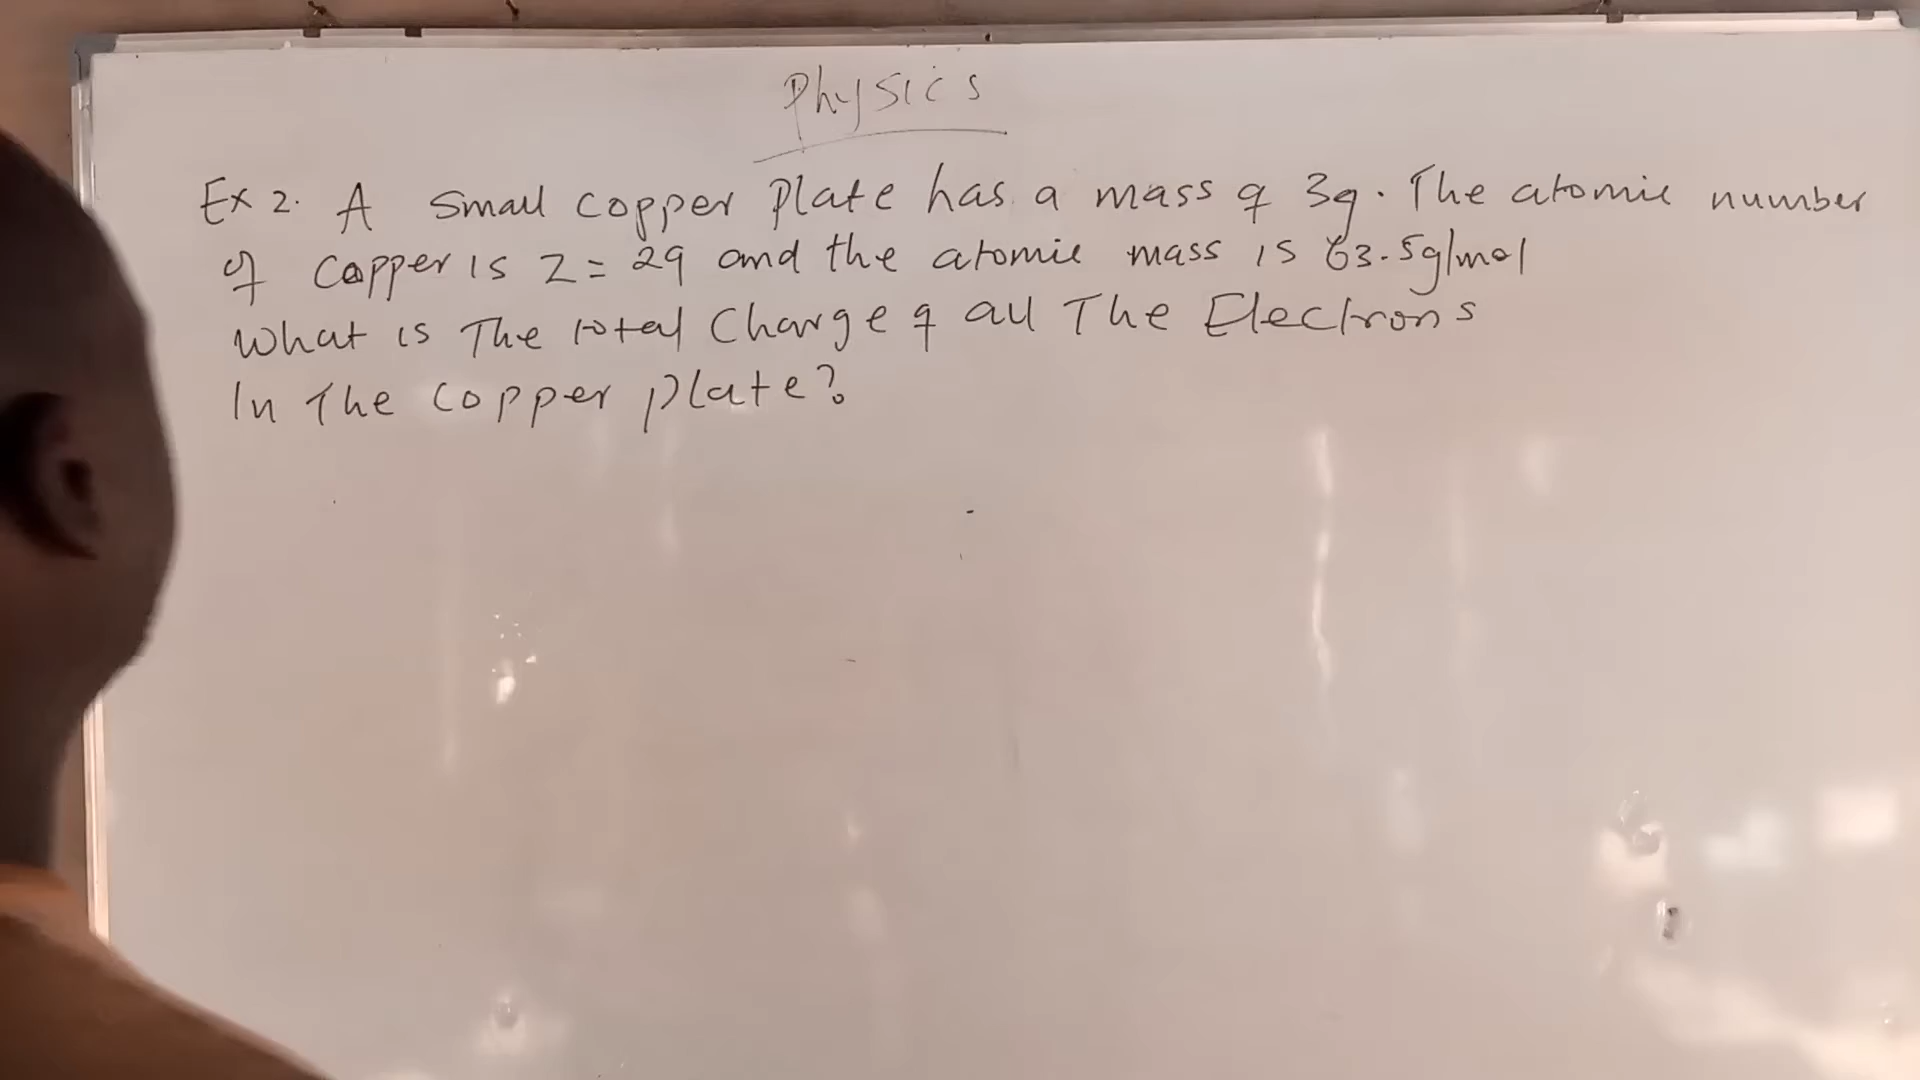 Physics
Ex 2. A small copper Plate has a mass of 3g. The atomic number
of copper is Z = 29 and the atomic mass is 63.5g/mol
What is The total Charge of all The Electrons
In The copper plate?